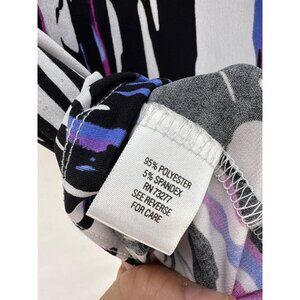 95% POLYESTER
5% SPANDEX
RN 73277
SEE REVERSE
FOR CARE